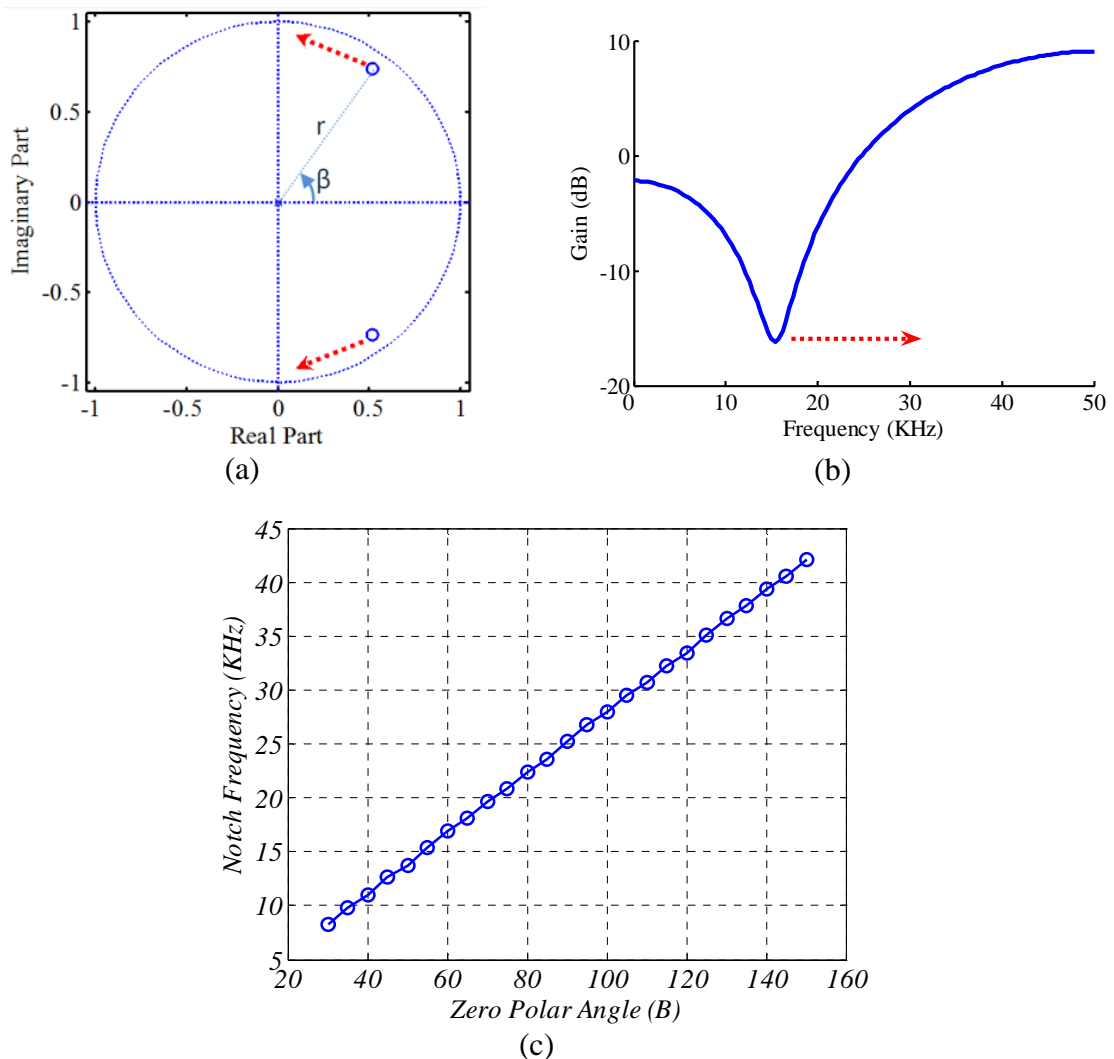 1
0.5
0
-0.5
-1
Imaginary Part
r
β
-1 -0.5 0 0.5 1
Real Part
(a)
10
0
-10
-20
Gain (dB)
0 10 20 30 40 50
Frequency (KHz)
(b)
45
40
35
30
25
20
15
10
5
Notch Frequency (KHz)
20 40 60 80 100 120 140 160
Zero Polar Angle (B)
(c)